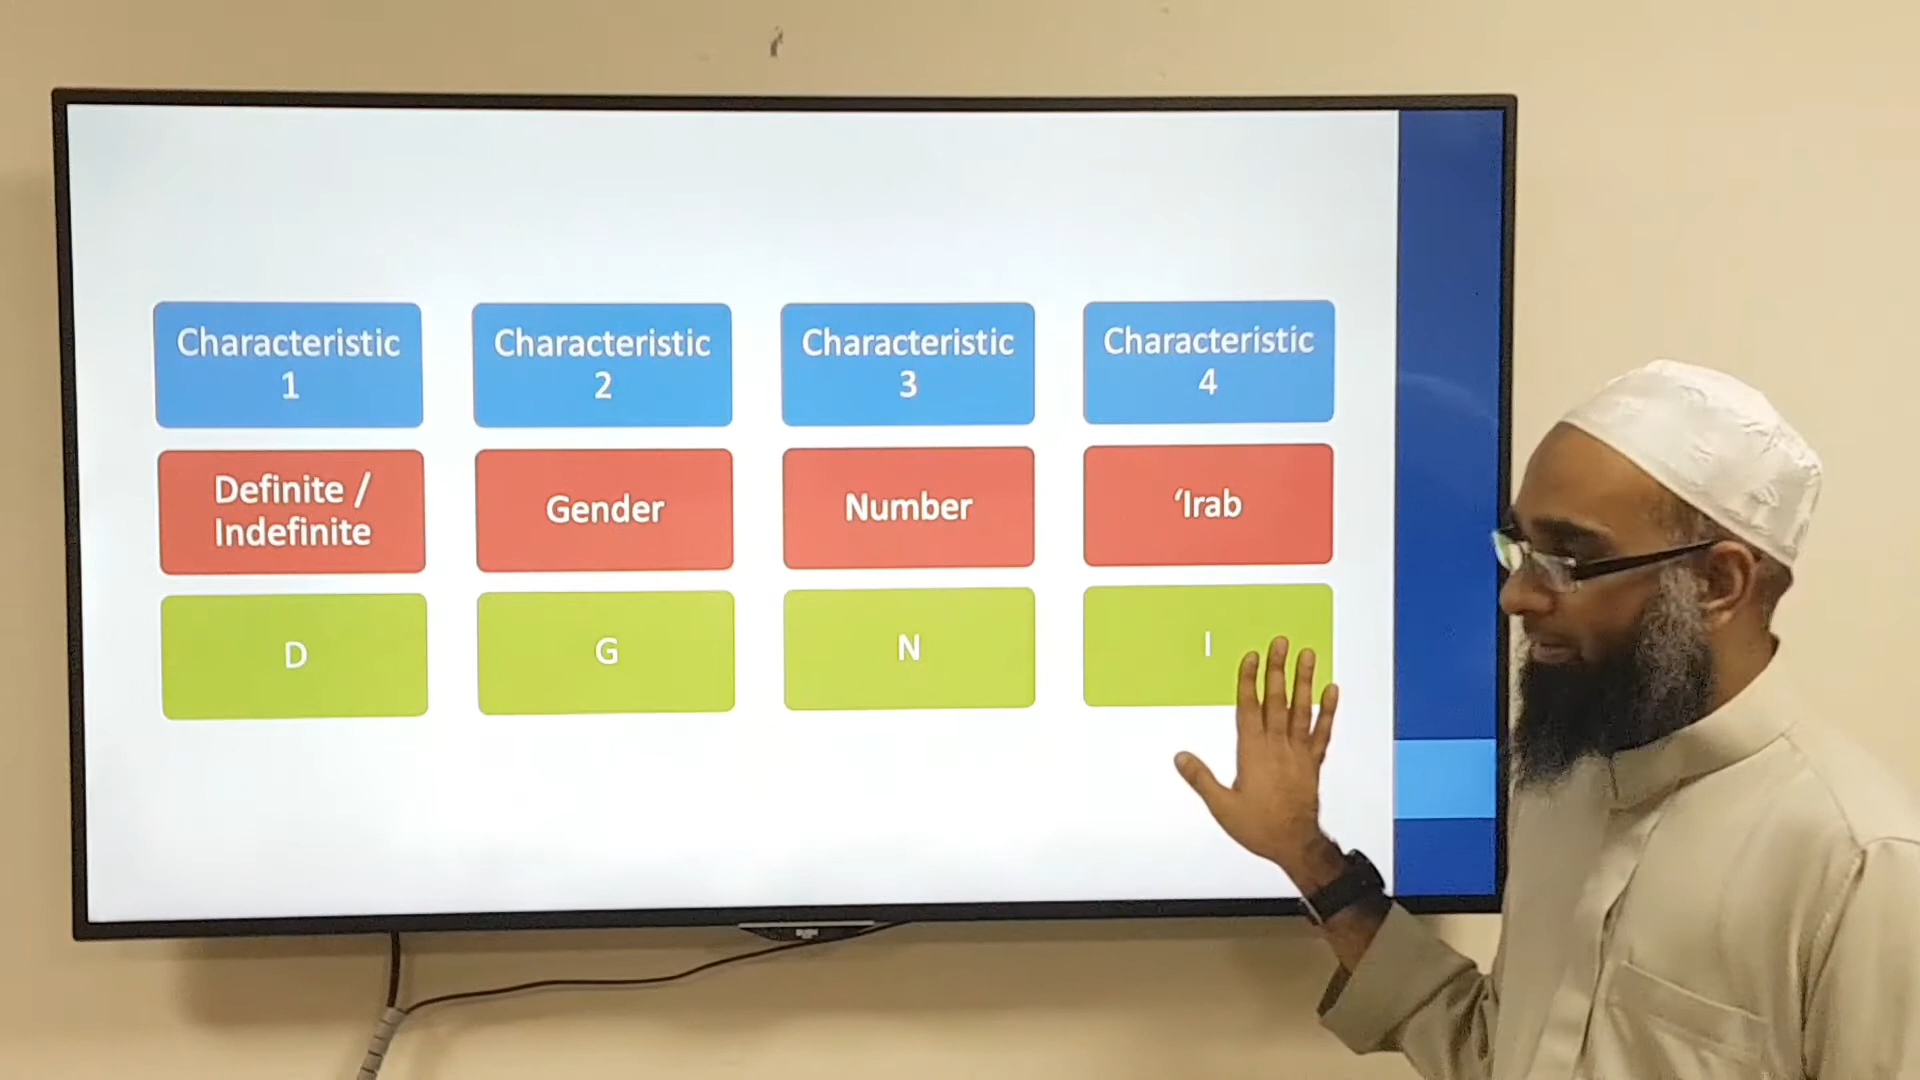 Characteristic
1
Characteristic
2
Characteristic
3
Characteristic
4
Definite /
Indefinite
Gender
Number
‘Irab
D
G
N
I